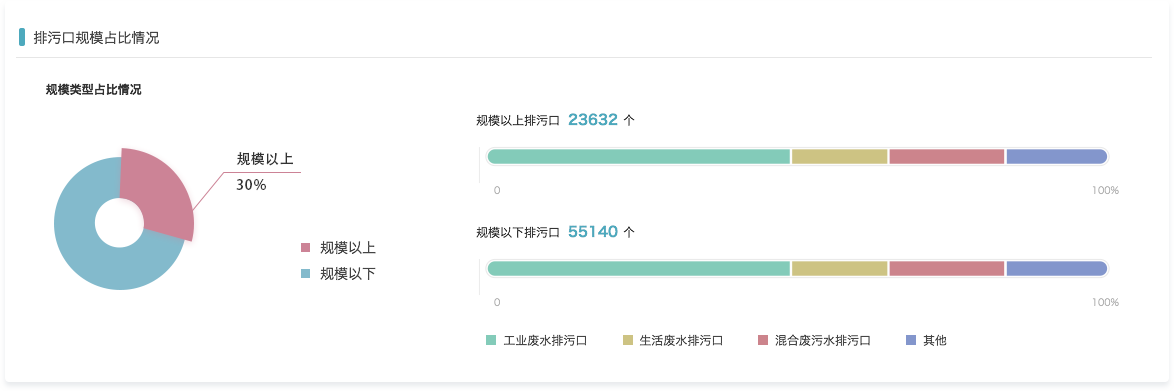 排污口规模占比情况
规模类型占比情况
规模以上
30%
规模以上
规模以下
规模以上排污口 23632 个
0 100%
规模以下排污口 55140 个
0 100%
工业废水排污口 生活废水排污口 混合废污水排污口 其他